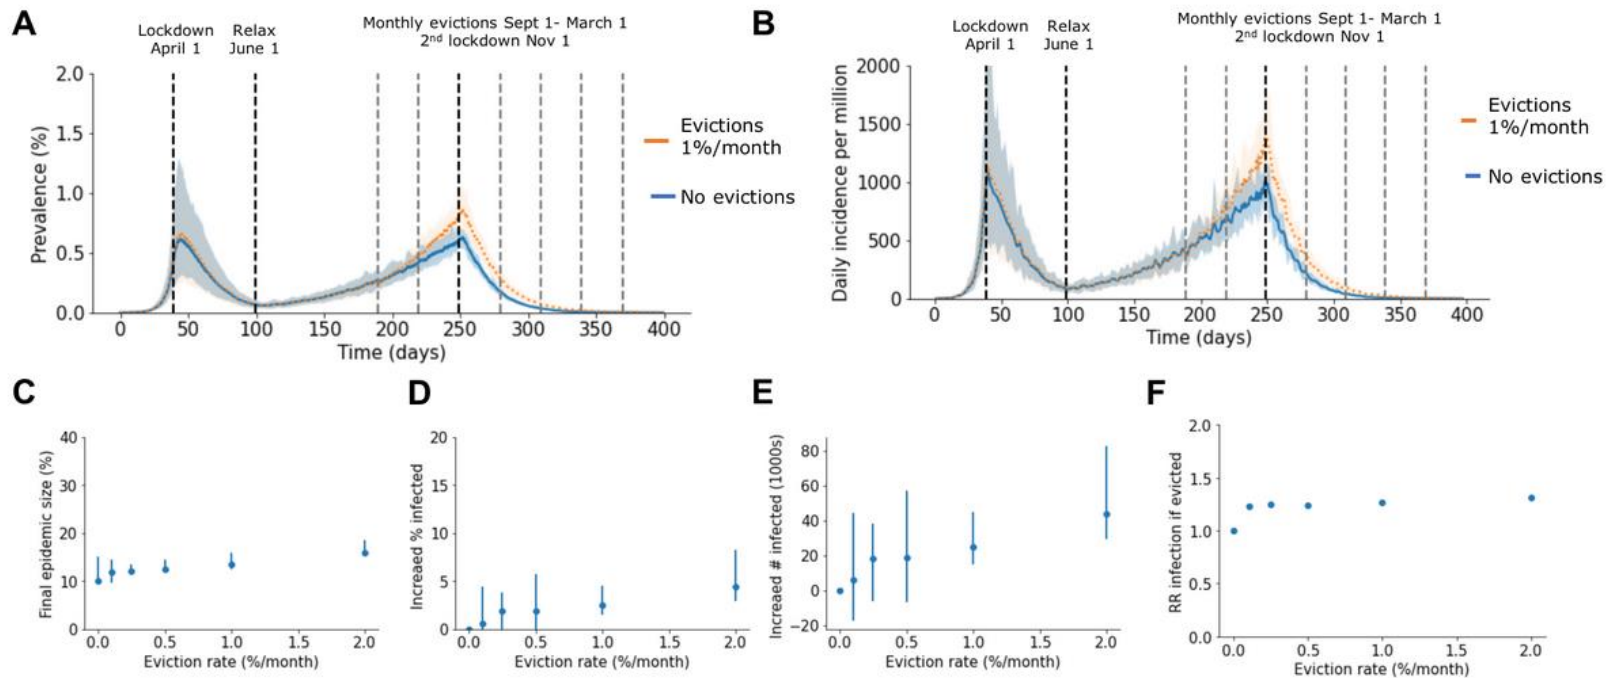 A
Lockdown
April 1
Relax
June 1
Monthly evictions Sept 1- March 1
2nd lockdown Nov 1
2.0
1.5
1.0
0.5
0.0
Prevalence (%)
0 50 100 150 200 250 300 350 400
Time (days)
Evictions
1%/month
No evictions
B
Lockdown
April 1
Relax
June 1
Monthly evictions Sept 1- March 1
2nd lockdown Nov 1
2000
1500
1000
500
0
Daily incidence per million
0 50 100 150 200 250 300 350 400
Time (days)
Evictions
1%/month
No evictions
C
40
30
20
10
0
Final epidemic size (%)
0.0 0.5 1.0 1.5 2.0
Eviction rate (%/month)
D
20
15
10
5
0
Increaed % infected
0.0 0.5 1.0 1.5 2.0
Eviction rate (%/month)
E
80
60
40
20
0
−20
Increaed # infected (1000s)
0.0 0.5 1.0 1.5 2.0
Eviction rate (%/month)
F
2.0
1.5
1.0
0.5
0.0
RR infection if evicted
0.0 0.5 1.0 1.5 2.0
Eviction rate (%/month)